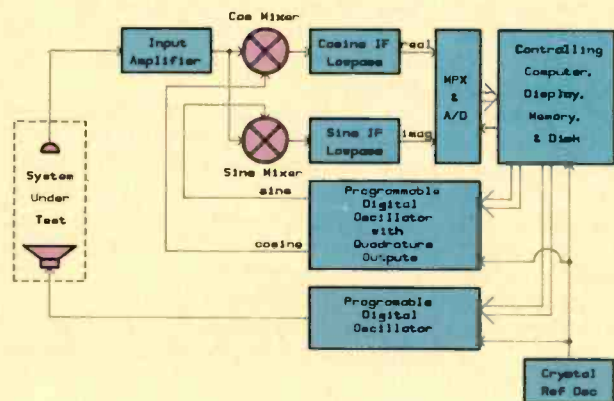 Cos Mixer
Input
Amplifier
Cosine IF
Lowpass
real
MPX
&
A/D
Controlling
Computer,
Display,
Memory,
& Disk
Sine IF
Lowpass
imag
Sine Mixer
System
Under
Test
sine
cosine
Programmable
Digital
Oscillator
with
Quadrature
Outputs
Programable
Digital
Oscillator
Crystal
Ref Osc